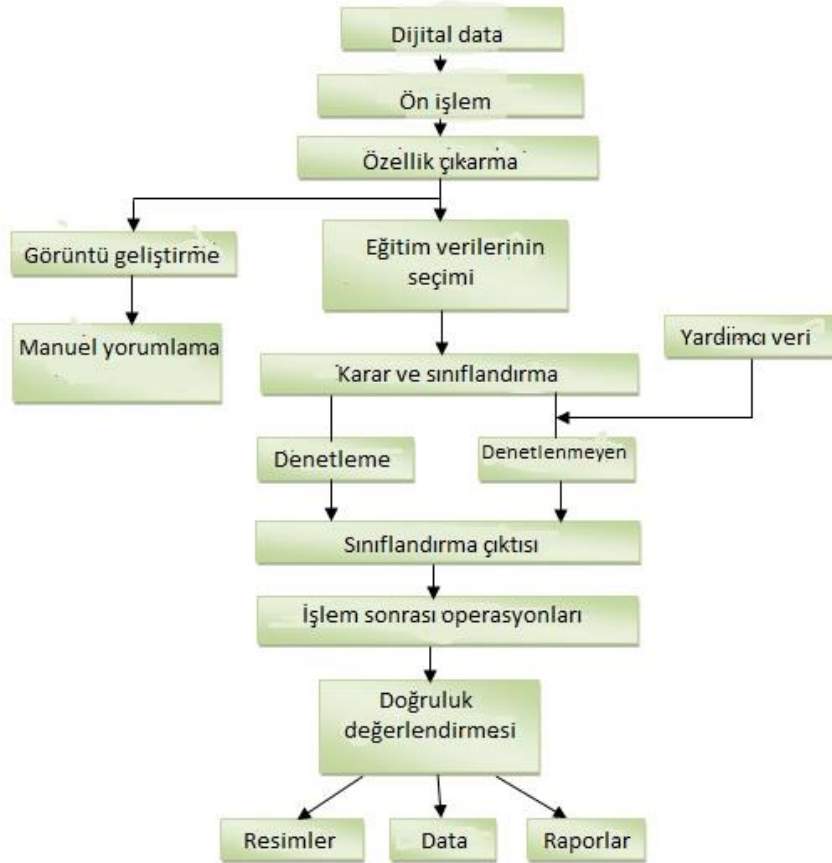 Dijital data
Ön işlem
Özellik çıkarma
Görüntü geliştirme
Eğitim verilerinin
seçimi
Manuel yorumlama
Yardimcı veri
Karar ve sınıflandırma
Denetleme
Denetlenmeyen
Sınıflandırma çıktısı
İşlem sonrası operasyonları
Doğruluk
değerlendirmesi
Resimler
Data
Raporlar